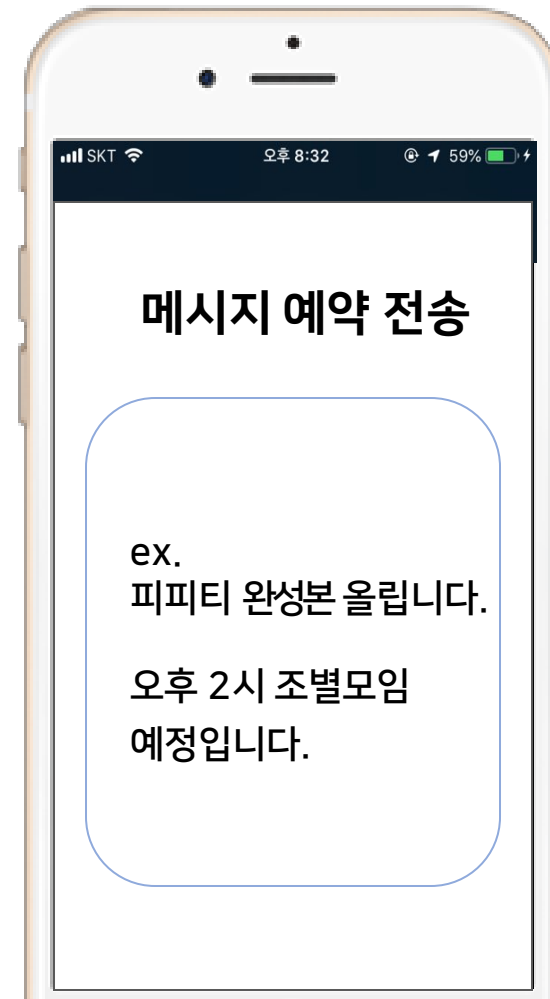 SKT 오후 8:32 59%
메시지 예약 전송
ex.
피피티 완성본 올립니다.
오후 2시 조별모임
예정입니다.